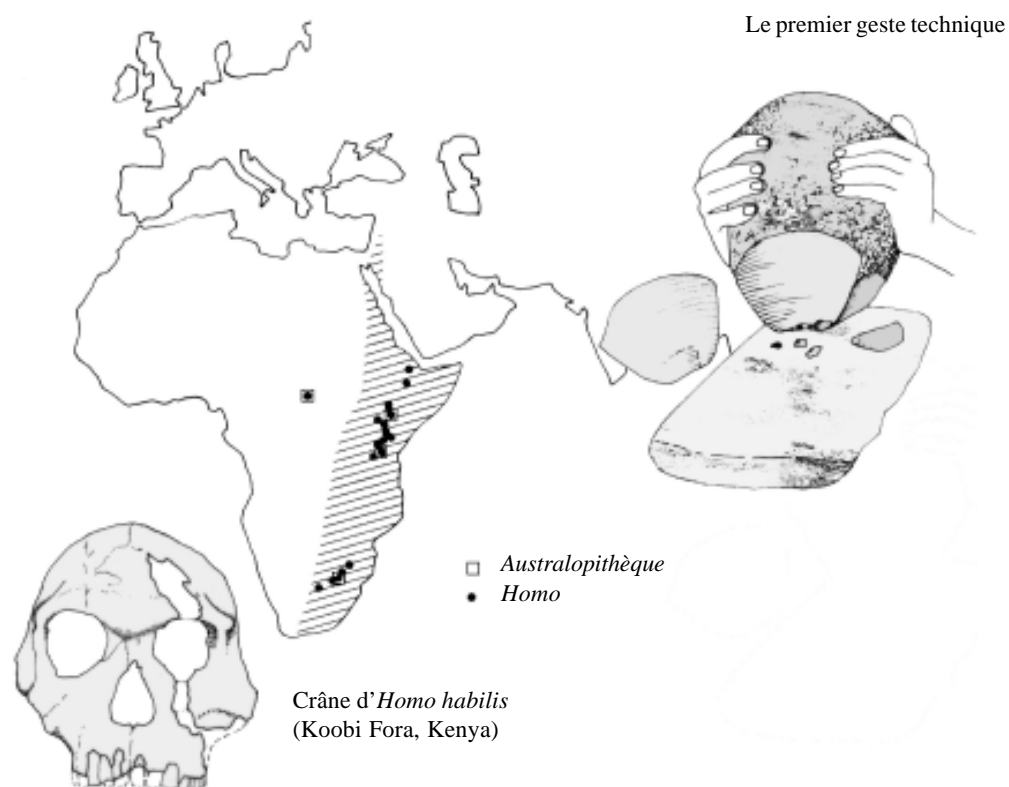 Le premier geste technique
Australopithèque
Homo
Crâne d'Homo habilis
(Koobi Fora, Kenya)